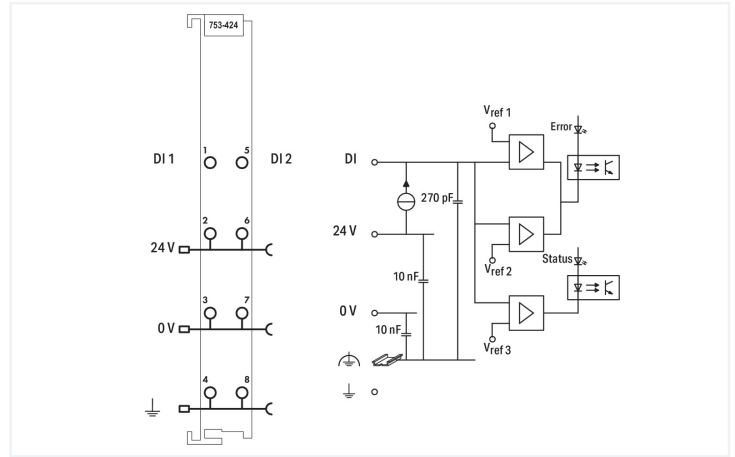 753-424
1 5
DI 1 DI 2
2 6
24 V
3 7
0 V
4 8
Vref 1
Error
DI
270 pF
24 V
Vref 2
Status
10 nF
0 V
10 nF
Vref 3